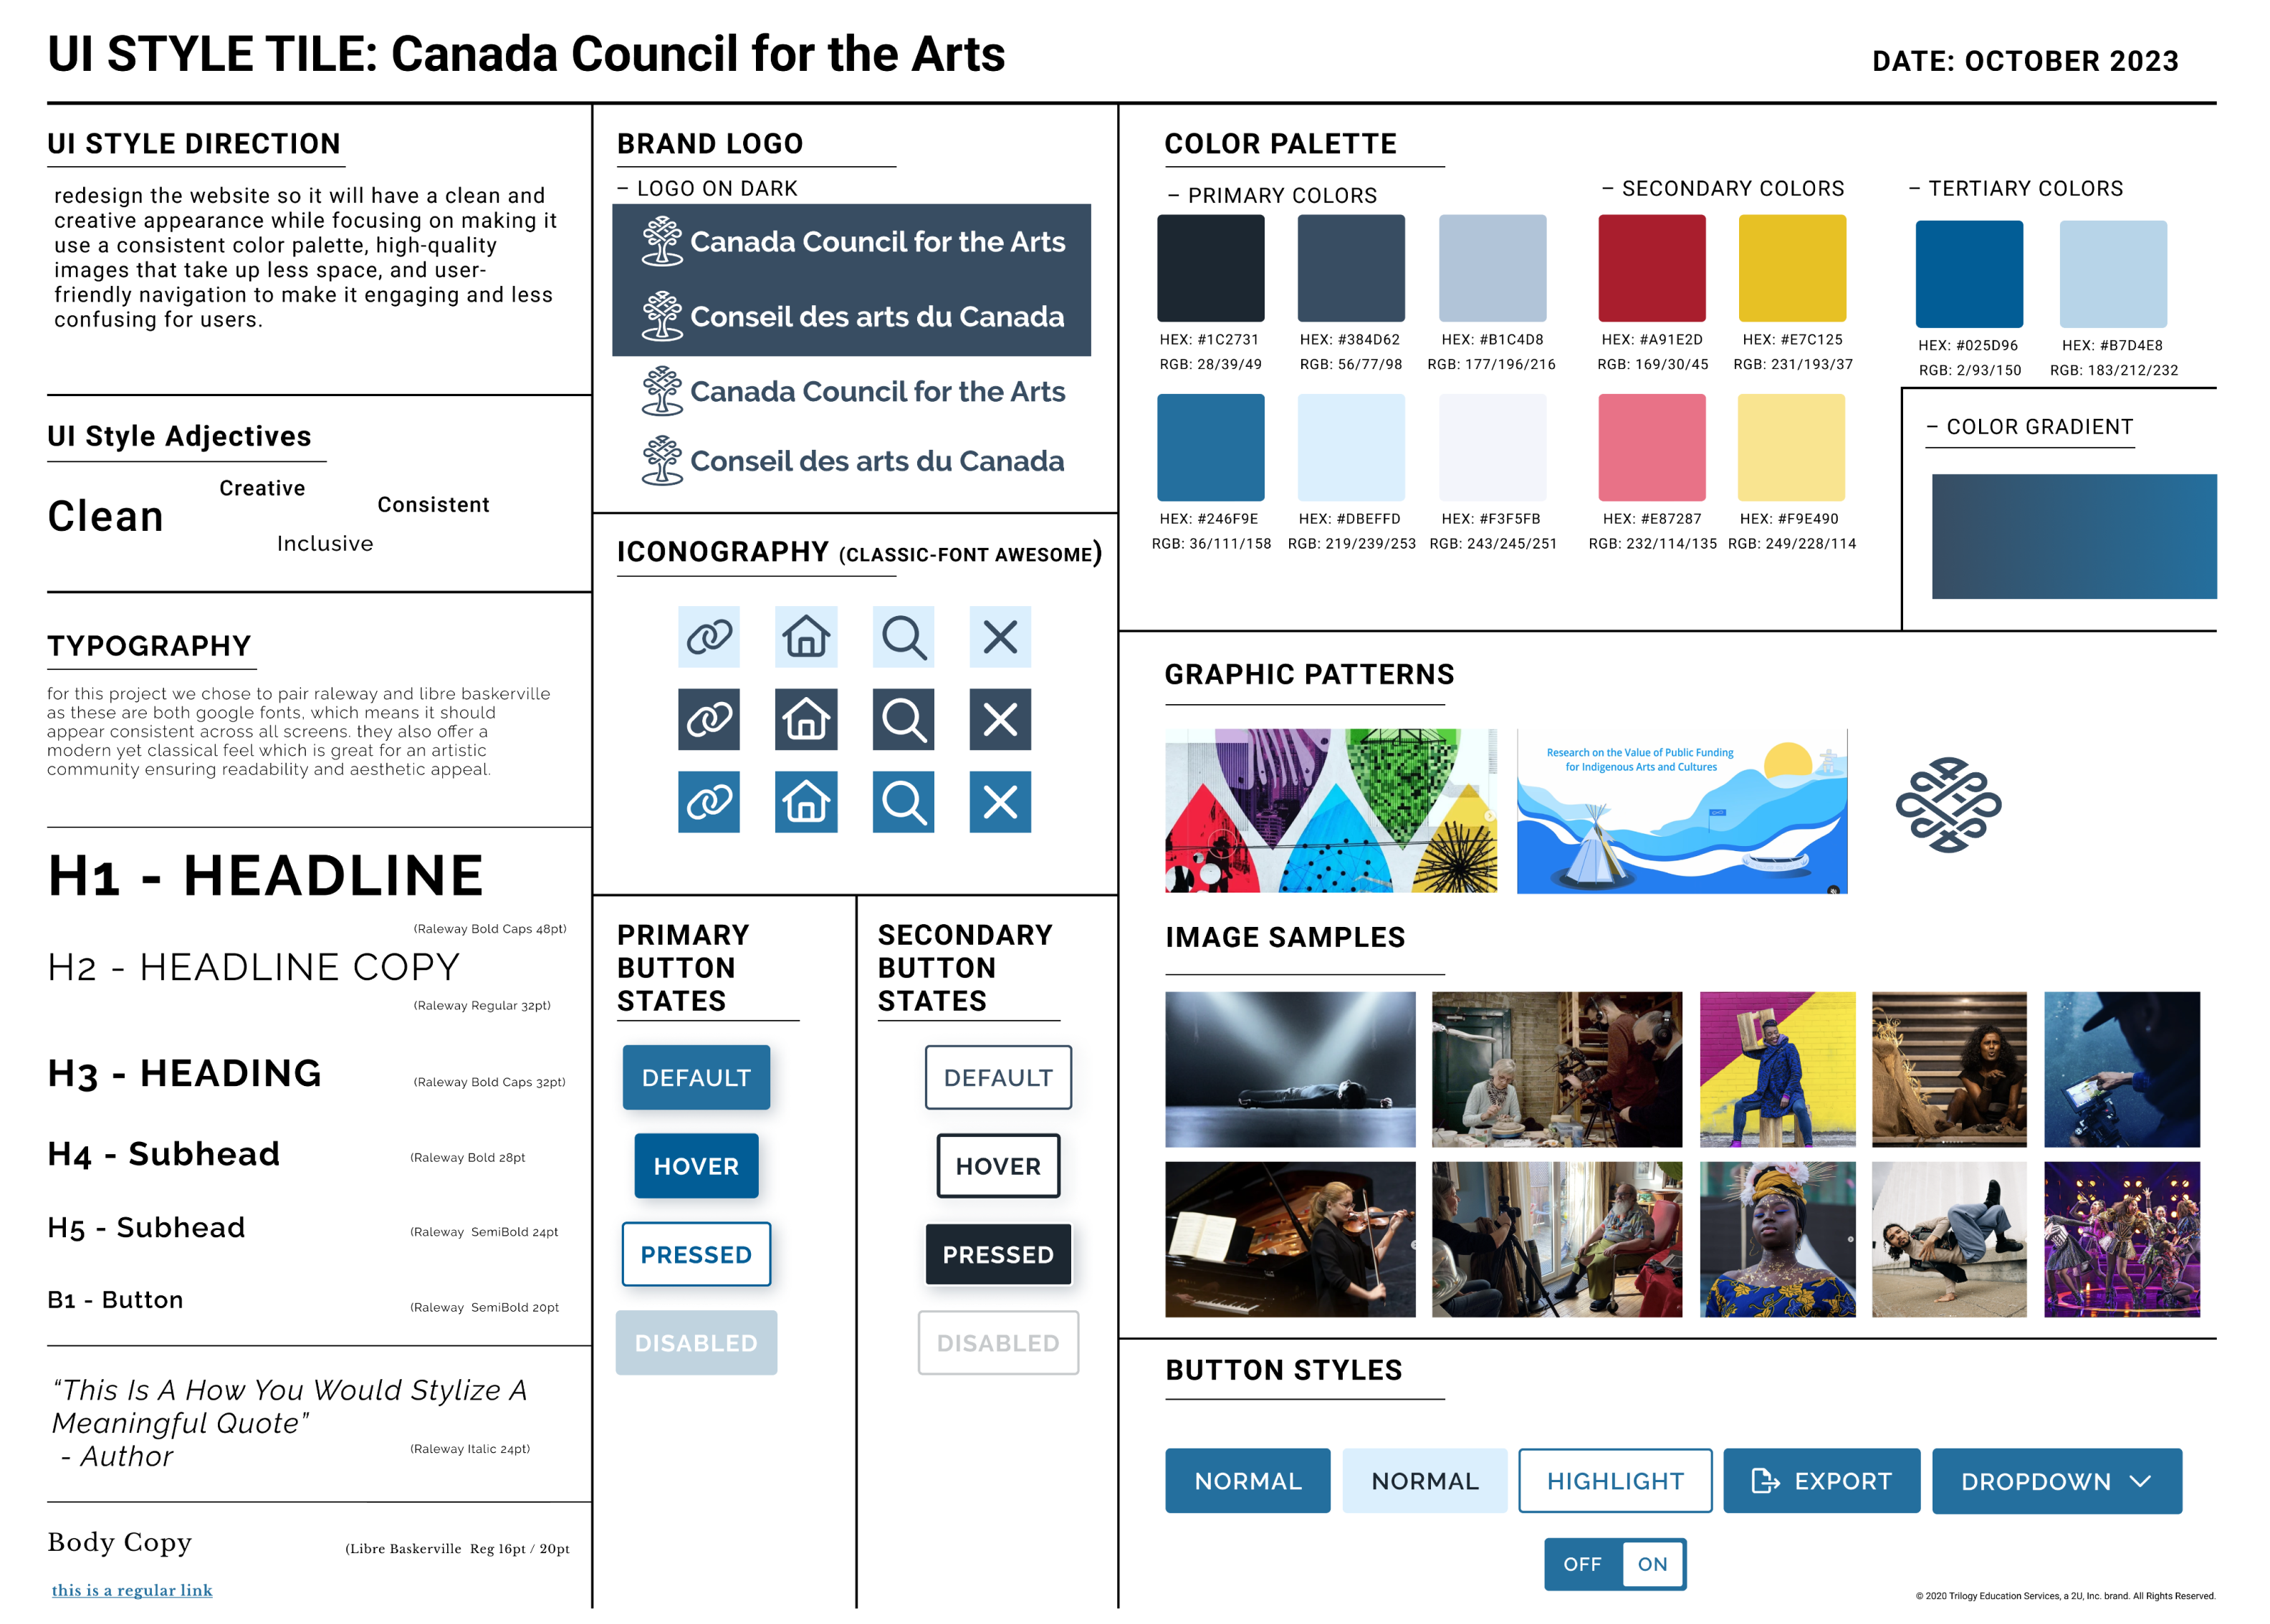 UI STYLE TILE: Canada Council for the Arts
DATE: OCTOBER 2023
UI STYLE DIRECTION
redesign the website so it will have a clean and
creative appearance while focusing on making it
use a consistent color palette, high-quality
images that take up less space, and user-
friendly navigation to make it engaging and less
confusing for users.
UI Style Adjectives
Clean
Creative
Consistent
Inclusive
TYPOGRAPHY
for this project we chose to pair raleway and libre baskerville
as these are both google fonts, which means it should
appear consistent across all screens. they also offer a
modern yet classical feel which is great for an artistic
community ensuring readability and aesthetic appeal.
H1 - HEADLINE
(Raleway Bold Caps 48pt)
H2 - HEADLINE COPY
(Raleway Regular 32pt)
H3 - HEADING
(Raleway Bold Caps 32pt)
H4 - Subhead
(Raleway Bold 28pt
H5 - Subhead
(Raleway SemiBold 24pt
B1 - Button
(Raleway SemiBold 20pt
“This Is A How You Would Stylize A
Meaningful Quote”
- Author
(Raleway Italic 24pt)
Body Copy
(Libre Baskerville Reg 16pt / 20pt
this is a regular link
BRAND LOGO
– LOGO ON DARK
Canada Council for the Arts
Conseil des arts du Canada
Canada Council for the Arts
Conseil des arts du Canada
ICONOGRAPHY (CLASSIC-FONT AWESOME)
PRIMARY
BUTTON
STATES
DEFAULT
HOVER
PRESSED
DISABLED
SECONDARY
BUTTON
STATES
DEFAULT
HOVER
PRESSED
DISABLED
COLOR PALETTE
– PRIMARY COLORS
HEX: #1C2731
RGB: 28/39/49
HEX: #384D62
RGB: 56/77/98
HEX: #B1C4D8
RGB: 177/196/216
HEX: #246F9E
RGB: 36/111/158
HEX: #DBEFFD
RGB: 219/239/253
HEX: #F3F5FB
RGB: 243/245/251
– SECONDARY COLORS
HEX: #A91E2D
RGB: 169/30/45
HEX: #E7C125
RGB: 231/193/37
HEX: #E87287
RGB: 232/114/135
HEX: #F9E490
RGB: 249/228/114
– TERTIARY COLORS
HEX: #025D96
RGB: 2/93/150
HEX: #B7D4E8
RGB: 183/212/232
– COLOR GRADIENT
GRAPHIC PATTERNS
Research on the Value of Public Funding
for Indigenous Arts and Cultures
IMAGE SAMPLES
BUTTON STYLES
NORMAL
NORMAL
HIGHLIGHT
EXPORT
DROPDOWN
OFF
ON
© 2020 Trilogy Education Services, a 2U, Inc. brand. All Rights Reserved.